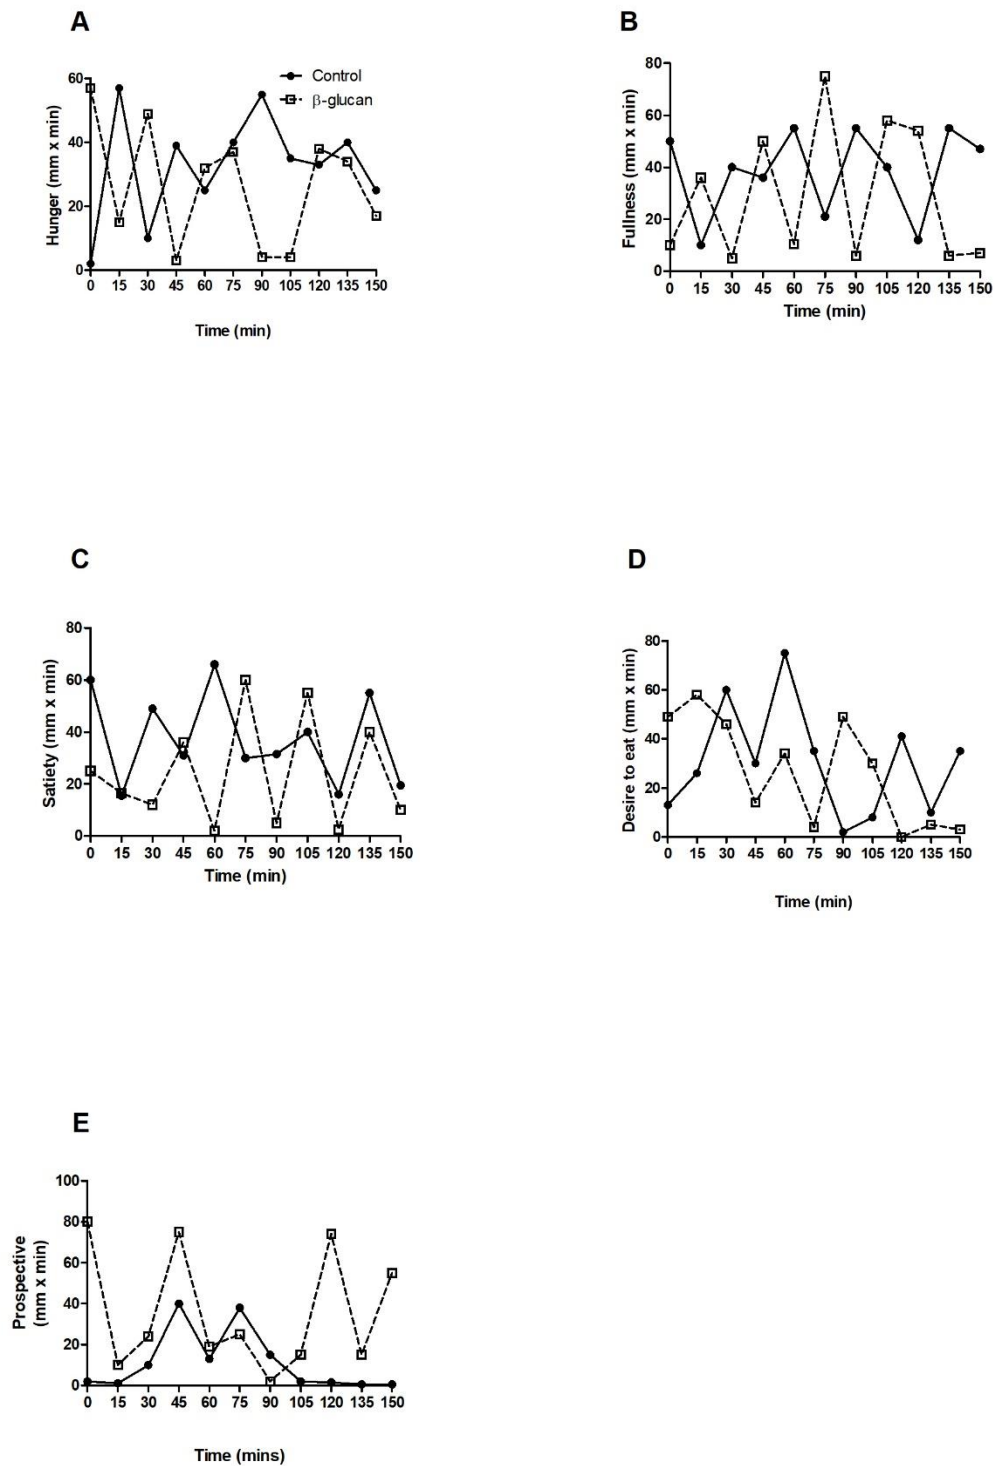 A
Control
β-glucan
Hunger (mm x min)
60
40
20
0
0 15 30 45 60 75 90 105 120 135 150
Time (min)
B
Fullness (mm x min)
80
60
40
20
0
0 15 30 45 60 75 90 105 120 135 150
Time (min)
C
Satiety (mm x min)
80
60
40
20
0
0 15 30 45 60 75 90 105 120 135 150
Time (min)
D
Desire to eat (mm x min)
80
60
40
20
0
0 15 30 45 60 75 90 105 120 135 150
Time (min)
E
Prospective
(mm x min)
100
80
60
40
20
0
0 15 30 45 60 75 90 105 120 135 150
Time (mins)